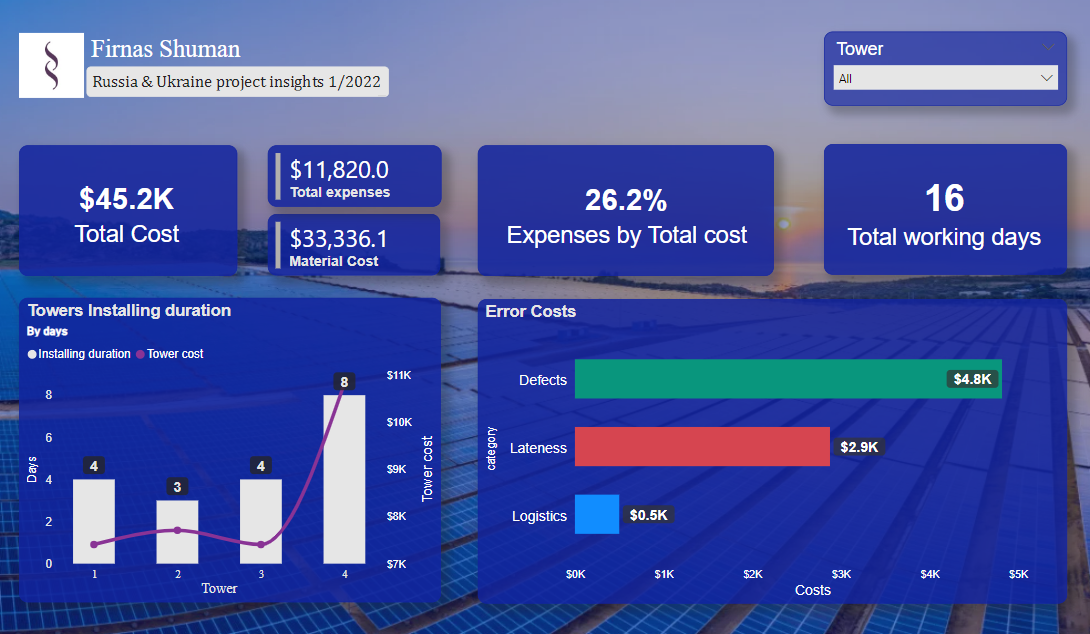 Firnas Shuman
Russia & Ukraine project insights 1/2022
Tower
All
$45.2K
Total Cost
$11,820.0
Total expenses
$33,336.1
Material Cost
26.2%
Expenses by Total cost
16
Total working days
Towers Installing duration
By days
Installing duration Tower cost
8
6
4
2
0
Days
4
3
4
8
$11K
$10K
$9K
$8K
$7K
Tower cost
1 2 3 4
Tower
Error Costs
category
Defects $4.8K
Lateness $2.9K
Logistics $0.5K
$0K $1K $2K $3K $4K $5K
Costs